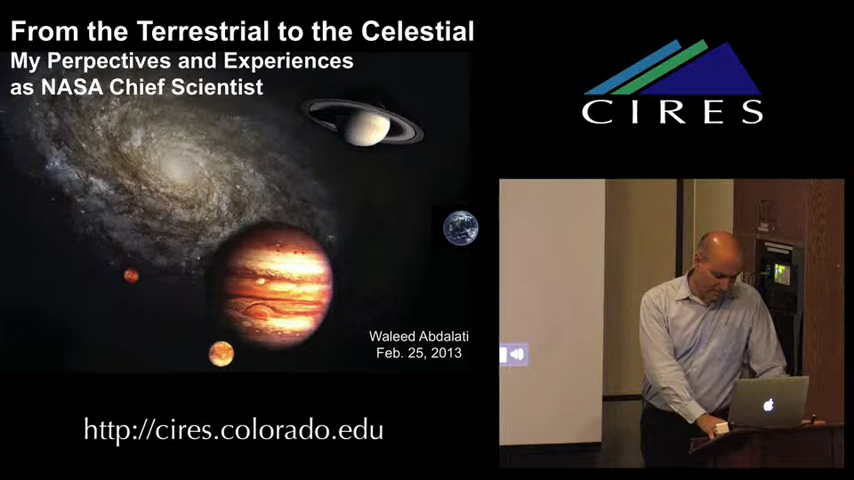 From the Terrestrial to the Celestial
My Perpectives and Experiences
as NASA Chief Scientist
Waleed Abdalati
Feb. 25, 2013
CIRES
http://cires.colorado.edu